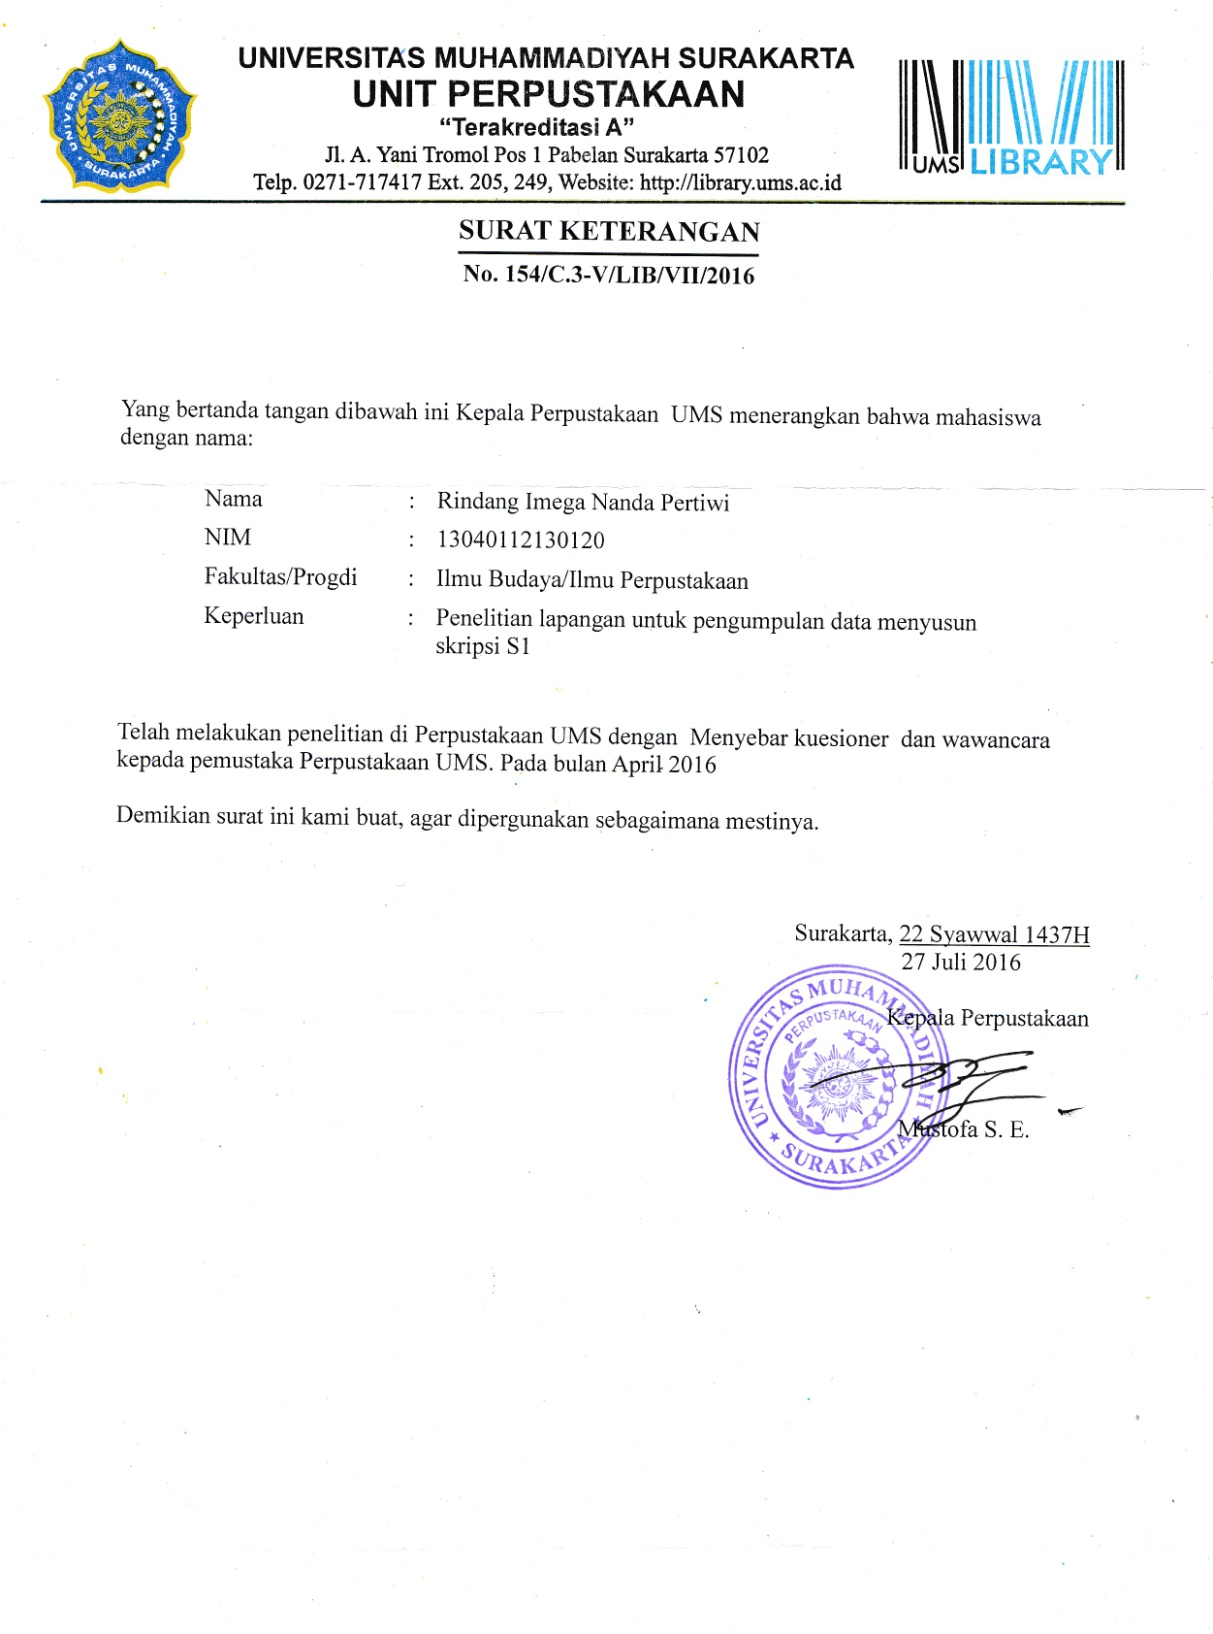 UNIVERSITAS MUHAMMADIYAH SURAKARTA
UNIT PERPUSTAKAAN
“Terakreditasi A”
Jl. A. Yani Tromol Pos 1 Pabelan Surakarta 57102
Telp. 0271-717417 Ext. 205, 249, Website: http://library.ums.ac.id
UNIVERSITAS MUHAMMADIYAH
SURAKARTA
UMS LIBRARY
SURAT KETERANGAN
No. 154/C.3-V/LIB/VII/2016
Yang bertanda tangan dibawah ini Kepala Perpustakaan UMS menerangkan bahwa mahasiswa
dengan nama:
Nama : Rindang Imega Nanda Pertiwi
NIM : 13040112130120
Fakultas/Progdi : Ilmu Budaya/Ilmu Perpustakaan
Keperluan : Penelitian lapangan untuk pengumpulan data menyusun
skripsi S1
Telah melakukan penelitian di Perpustakaan UMS dengan Menyebar kuesioner dan wawancara
kepada pemustaka Perpustakaan UMS. Pada bulan April 2016
Demikian surat ini kami buat, agar dipergunakan sebagaimana mestinya.
Surakarta, 22 Syawwal 1437H
27 Juli 2016
Kepala Perpustakaan
UNIVERSITAS MUHAMMADIYAH
PERPUSTAKAAN
SURAKARTA
Mustofa S. E.